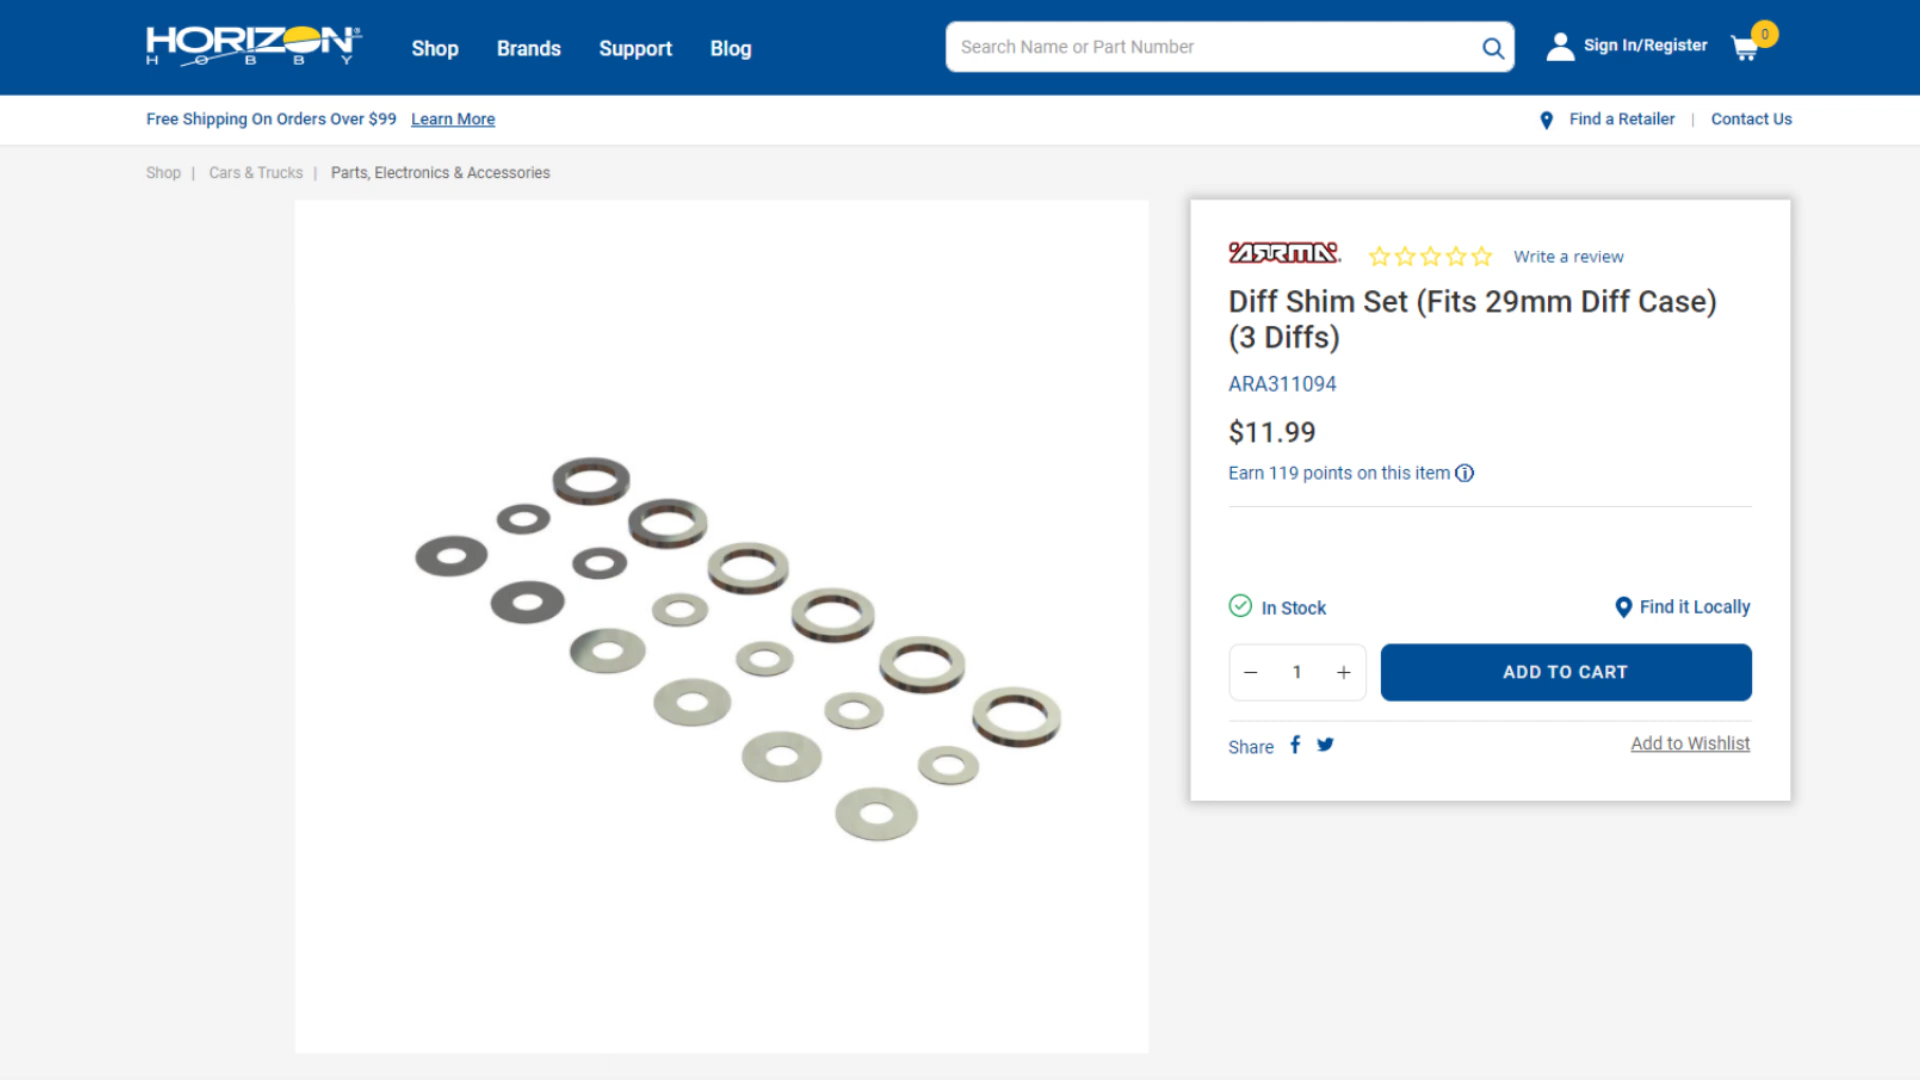 HORIZON
HOBBY
Shop
Brands
Support
Blog
Search Name or Part Number
Sign In/Register
0
Free Shipping On Orders Over $99 Learn More
Find a Retailer | Contact Us
Shop | Cars & Trucks | Parts, Electronics & Accessories
ARRMA
Write a review
Diff Shim Set (Fits 29mm Diff Case)
(3 Diffs)
ARA311094
$11.99
Earn 119 points on this item
In Stock
Find it Locally
− 1 +
ADD TO CART
Share
Add to Wishlist